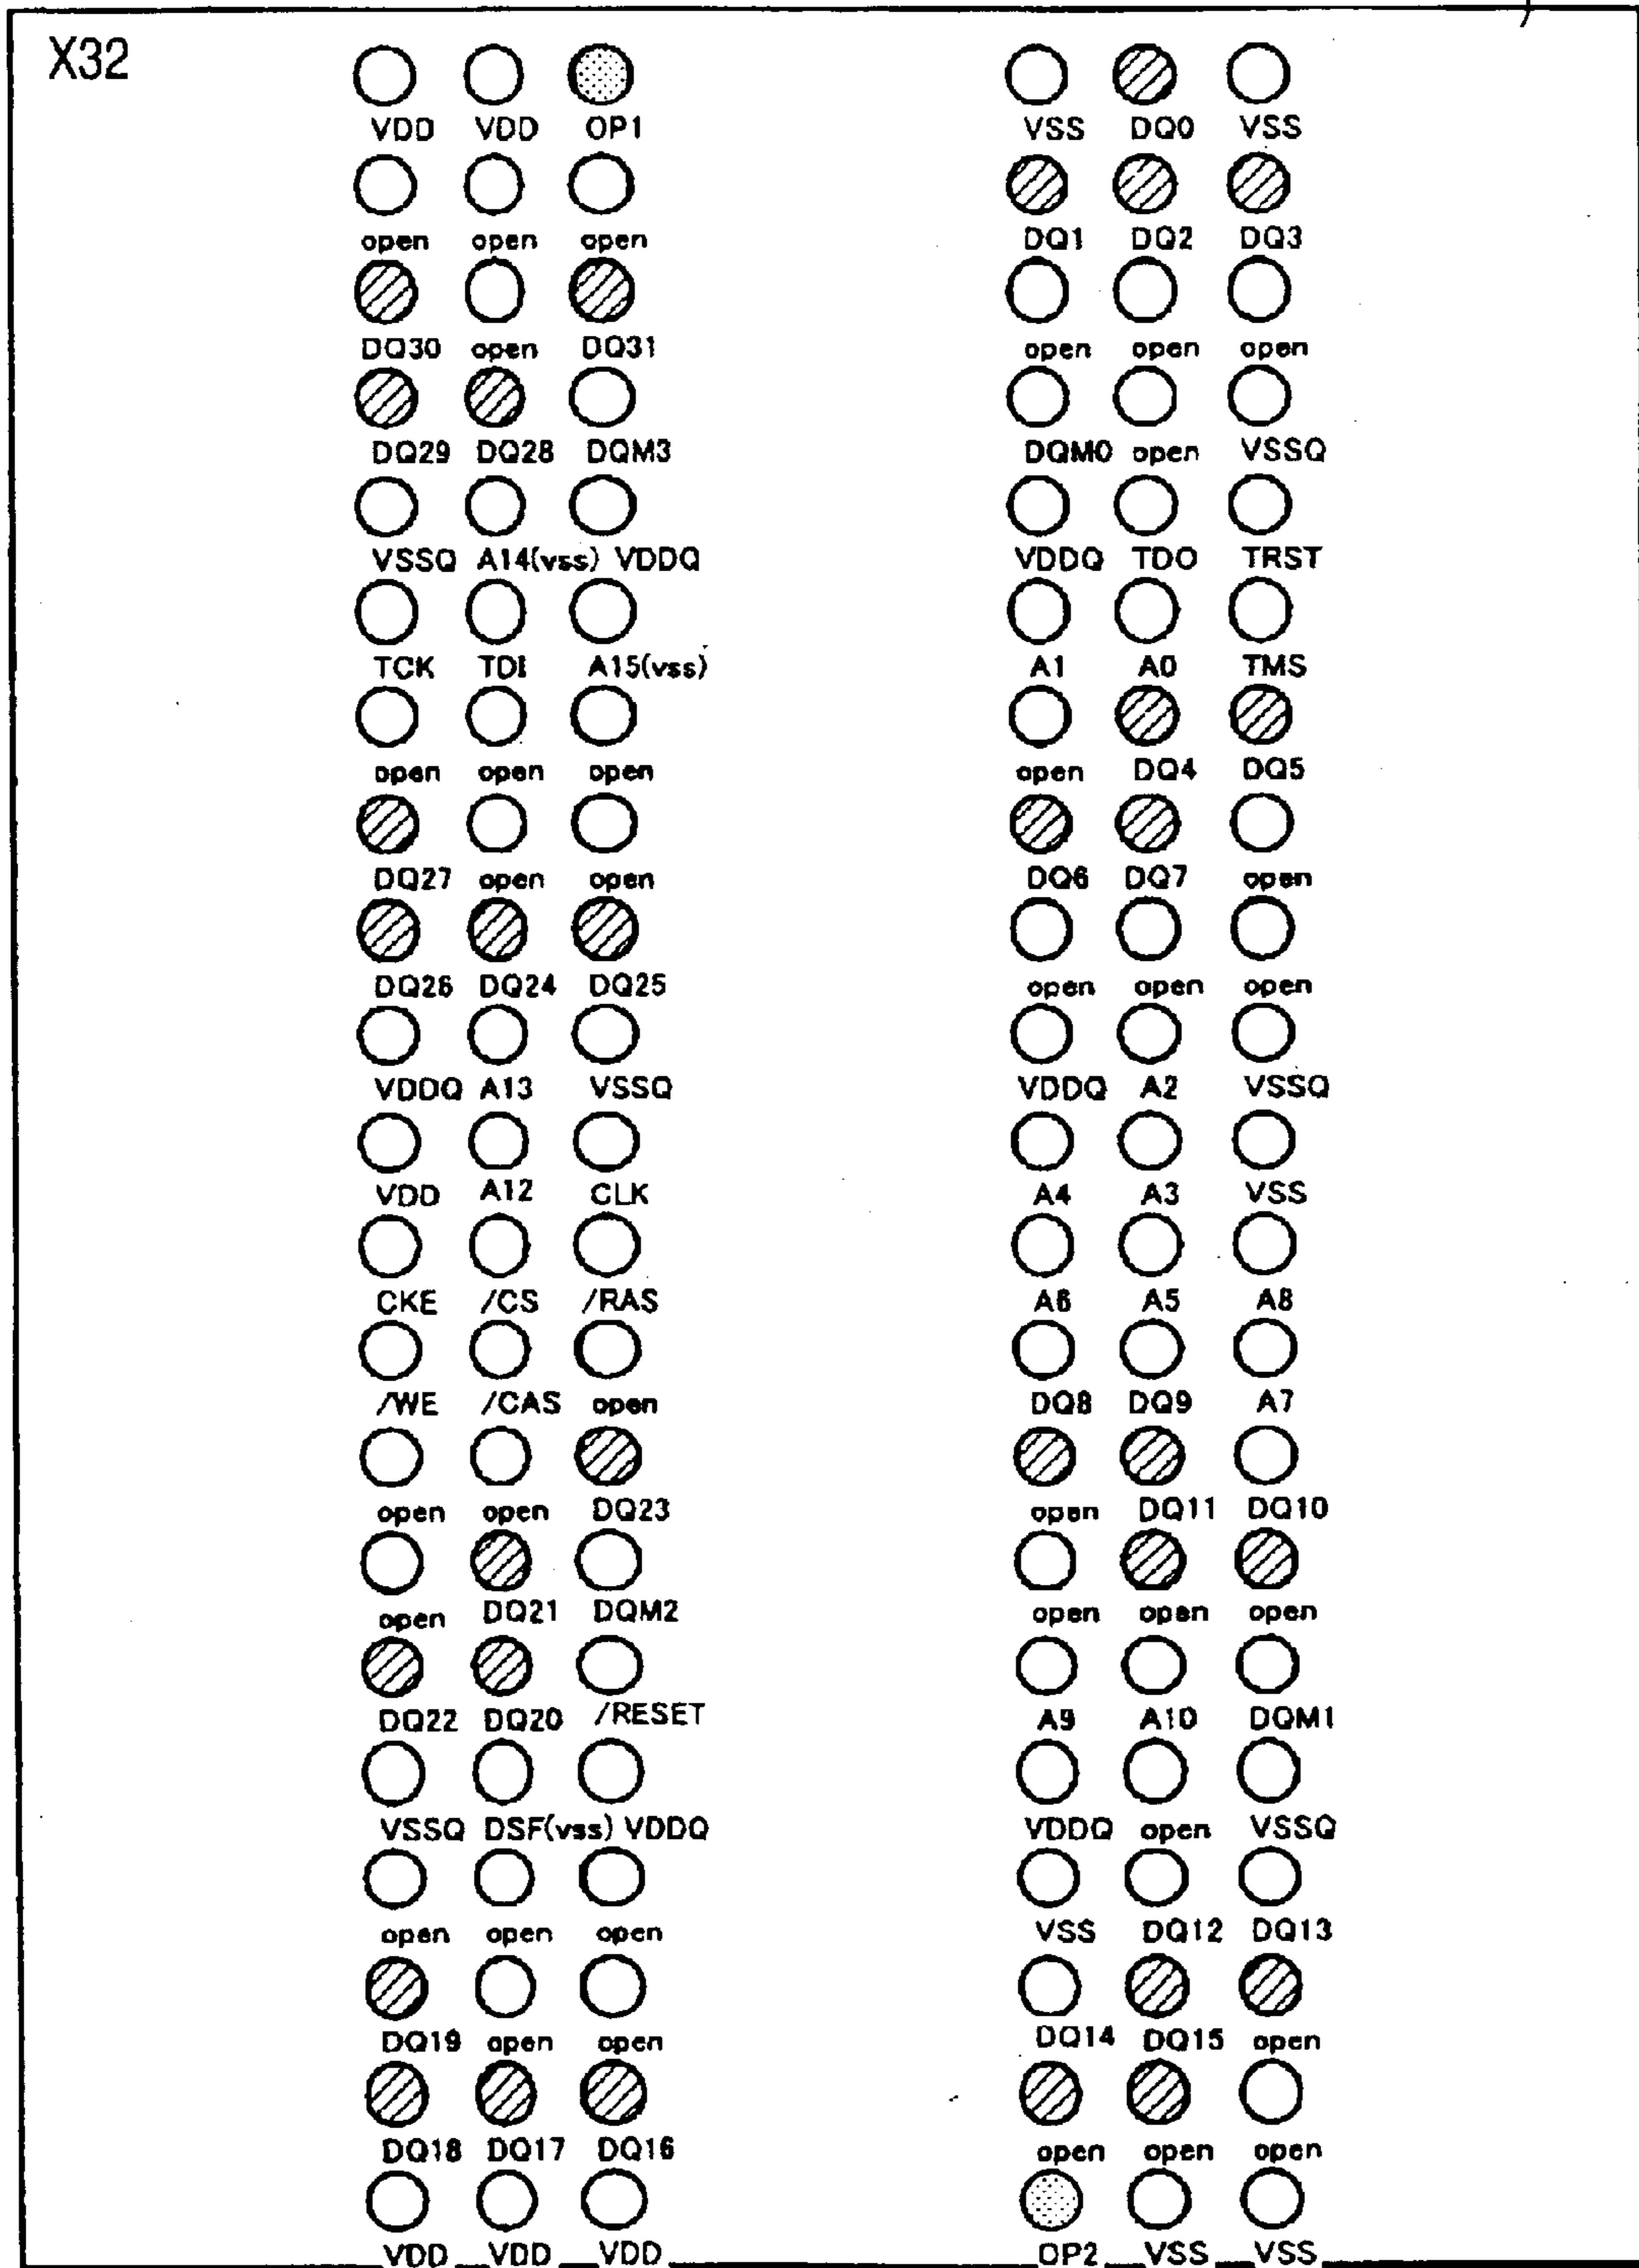 X32
VDD VDD OP1 VSS DQ0 VSS
open open open DQ1 DQ2 DQ3
DQ30 open DQ31 open open open
DQ29 DQ28 DQM3 DQM0 open VSSQ
VSSQ A14(vss) VDDQ VDDQ TDO TRST
TCK TDI A15(vss) A1 A0 TMS
open open open open DQ4 DQ5
DQ27 open open DQ6 DQ7 open
DQ26 DQ24 DQ25 open open open
VDDQ A13 VSSQ VDDQ A2 VSSQ
VDD A12 CLK A4 A3 VSS
CKE /CS /RAS A6 A5 A8
/WE /CAS open DQ8 DQ9 A7
open open DQ23 open DQ11 DQ10
open DQ21 DQM2 open open open
DQ22 DQ20 /RESET A9 A10 DQM1
VSSQ DSF(vss) VDDQ VDDQ open VSSQ
open open open VSS DQ12 DQ13
DQ19 open open DQ14 DQ15 open
DQ18 DQ17 DQ16 open open open
VDD VDD VDD OP2 VSS VSS